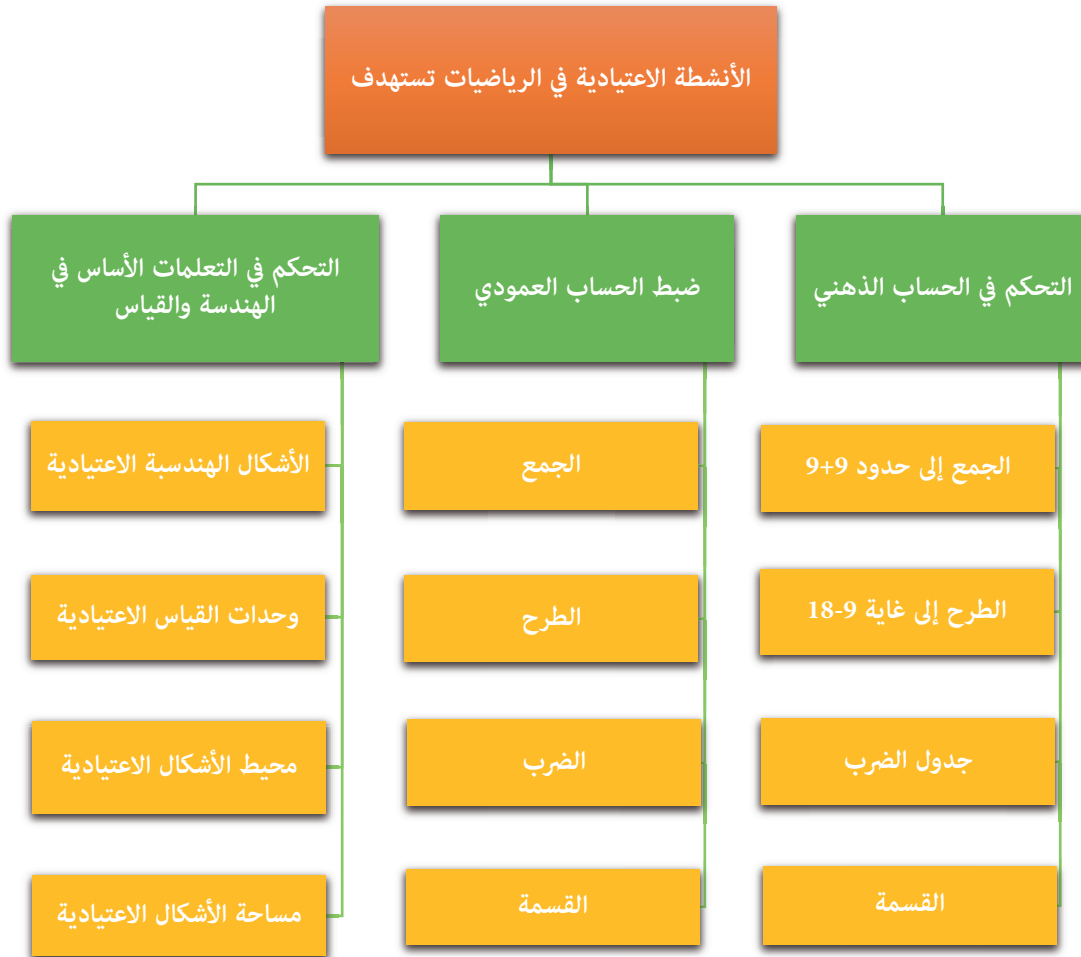 الأنشطة الاعتيادية في الرياضيات تستهدف
التحكم في الحساب الذهني
الجمع إلى حدود 9+9
الطرح إلى غاية 9-18
جدول الضرب
القسمة
ضبط الحساب العمودي
الجمع
الطرح
الضرب
القسمة
التحكم في التعلمات الأساس في
الهندسة والقياس
الأشكال الهندسبة الاعتيادية
وحدات القياس الاعتيادية
محيط الأشكال الاعتيادية
مساحة الأشكال الاعتيادية